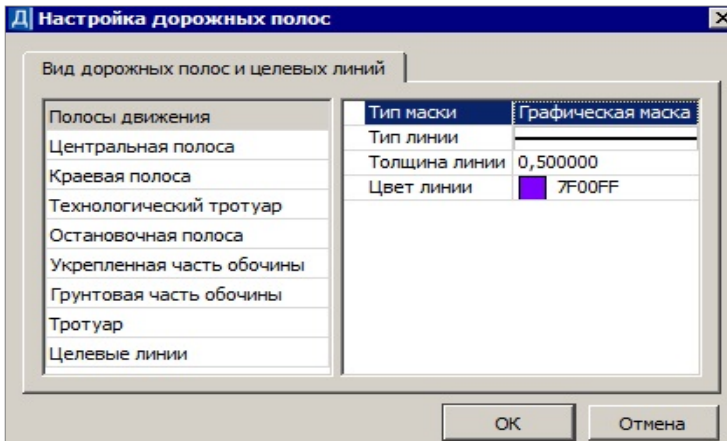 Д Настройка дорожных полос
Вид дорожных полос и целевых линий
Полосы движения
Центральная полоса
Краевая полоса
Технологический тротуар
Остановочная полоса
Укрепленная часть обочины
Грунтовая часть обочины
Тротуар
Целевые линии
Тип маски Графическая маска
Тип линии
Толщина линии 0,500000
Цвет линии 7F00FF
ОК Отмена